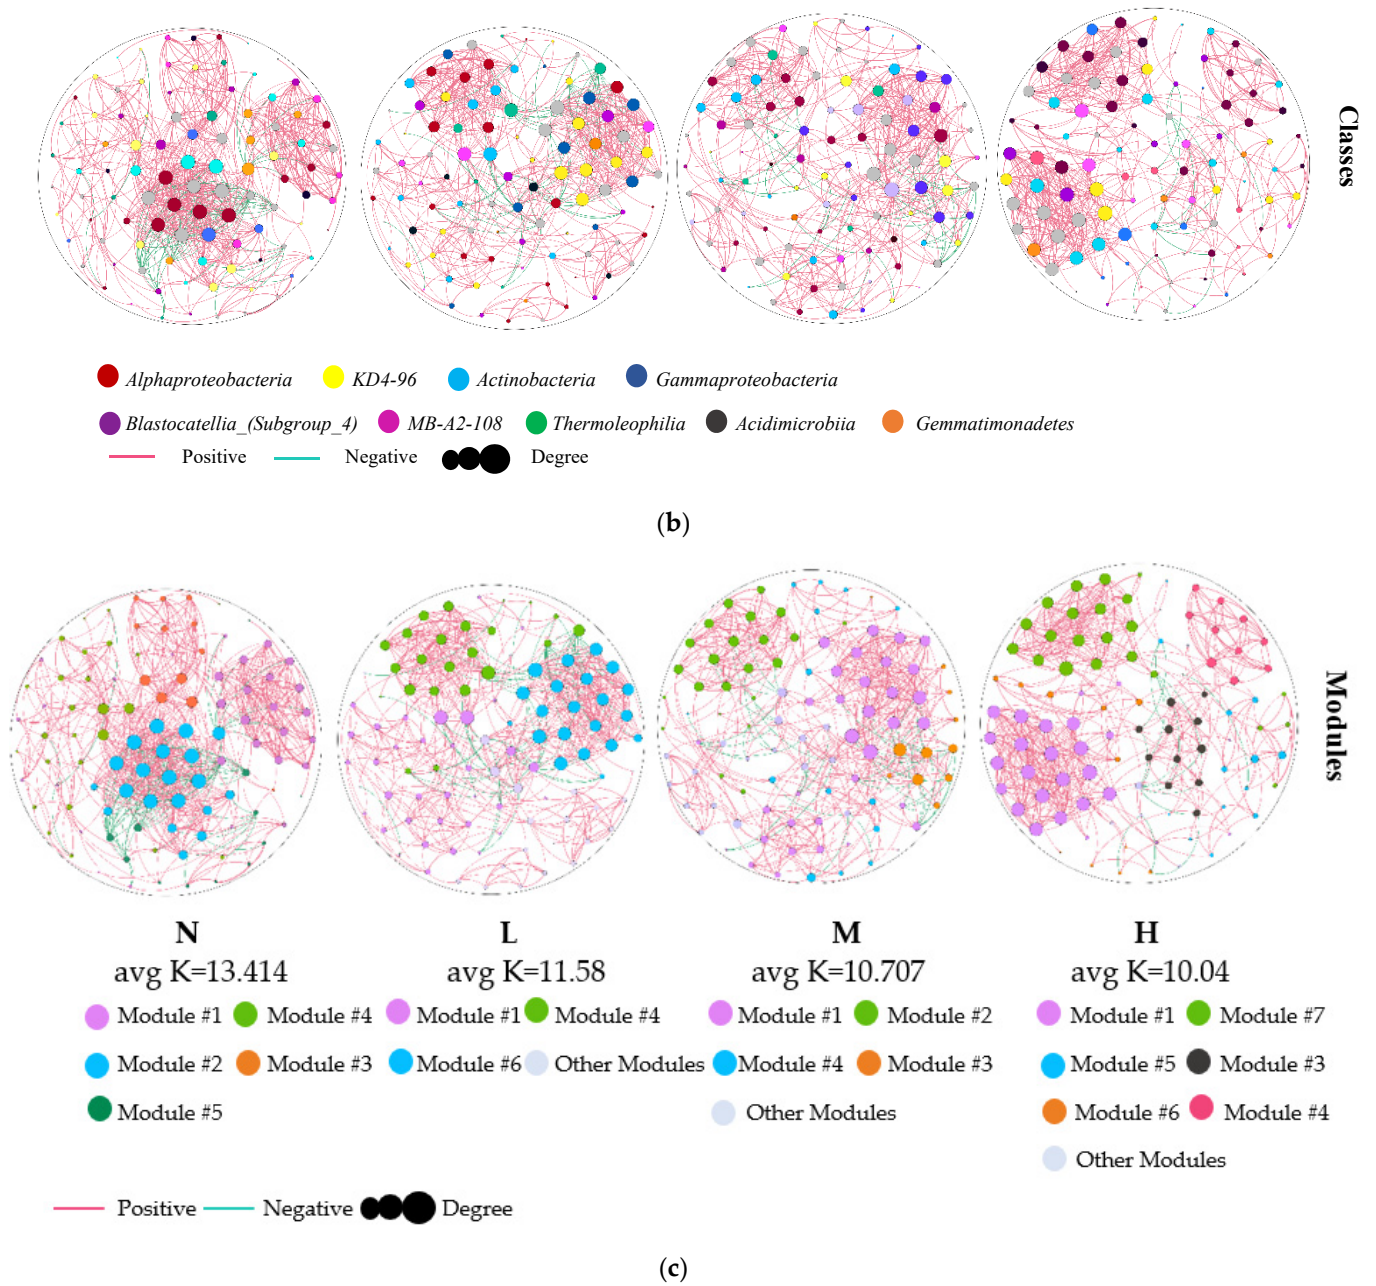 Classes
Alphaproteobacteria KD4-96 Actinobacteria Gammaproteobacteria
Blastocatellia_(Subgroup_4) MB-A2-108 Thermoleophilia Acidimicrobiia Gemmatimonadetes
Positive Negative Degree
(b)
Modules
N L M H
avg K=13.414 avg K=11.58 avg K=10.707 avg K=10.04
Module #1 Module #4 Module #1 Module #4 Module #1 Module #2 Module #1 Module #7
Module #2 Module #3 Module #6 Other Modules Module #4 Module #3 Module #5 Module #3
Module #5 Other Modules Module #6 Module #4
Other Modules
Positive Negative Degree
(c)